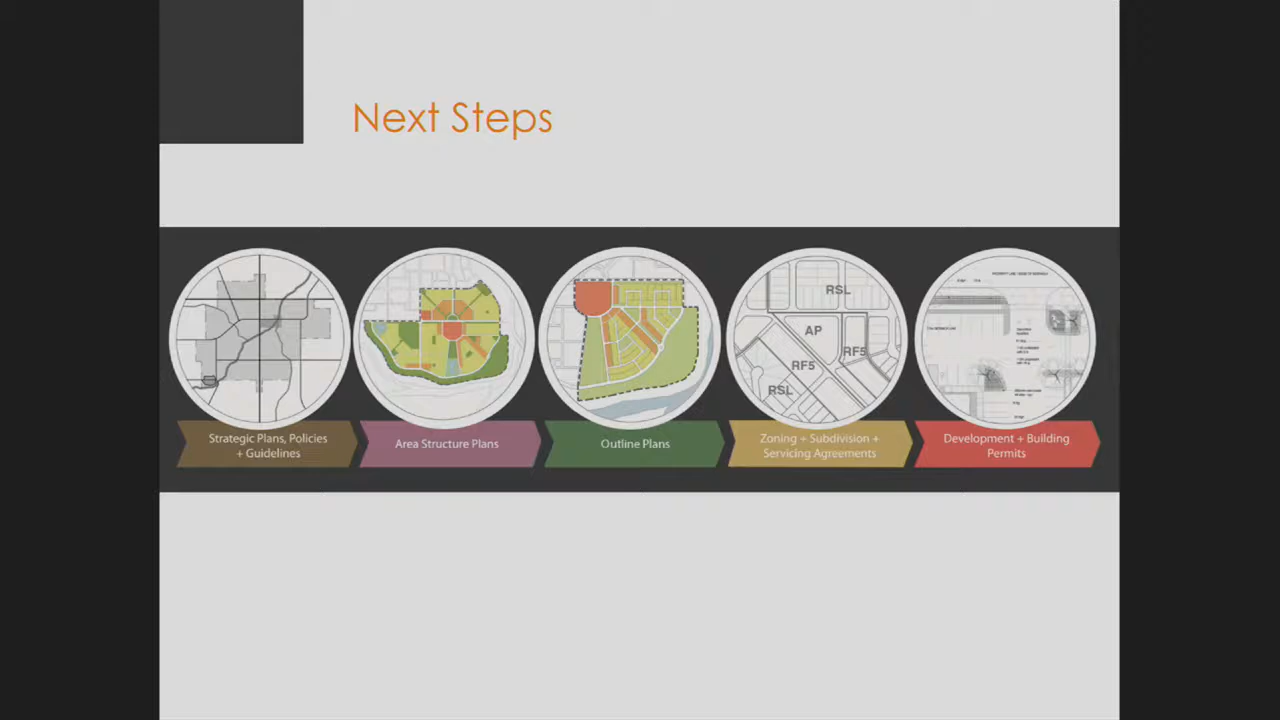 Next Steps
RSL
AP
RF5
RF5
RSL
Strategic Plans, Policies
+ Guidelines
Area Structure Plans
Outline Plans
Zoning + Subdivision +
Servicing Agreements
Development + Building
Permits